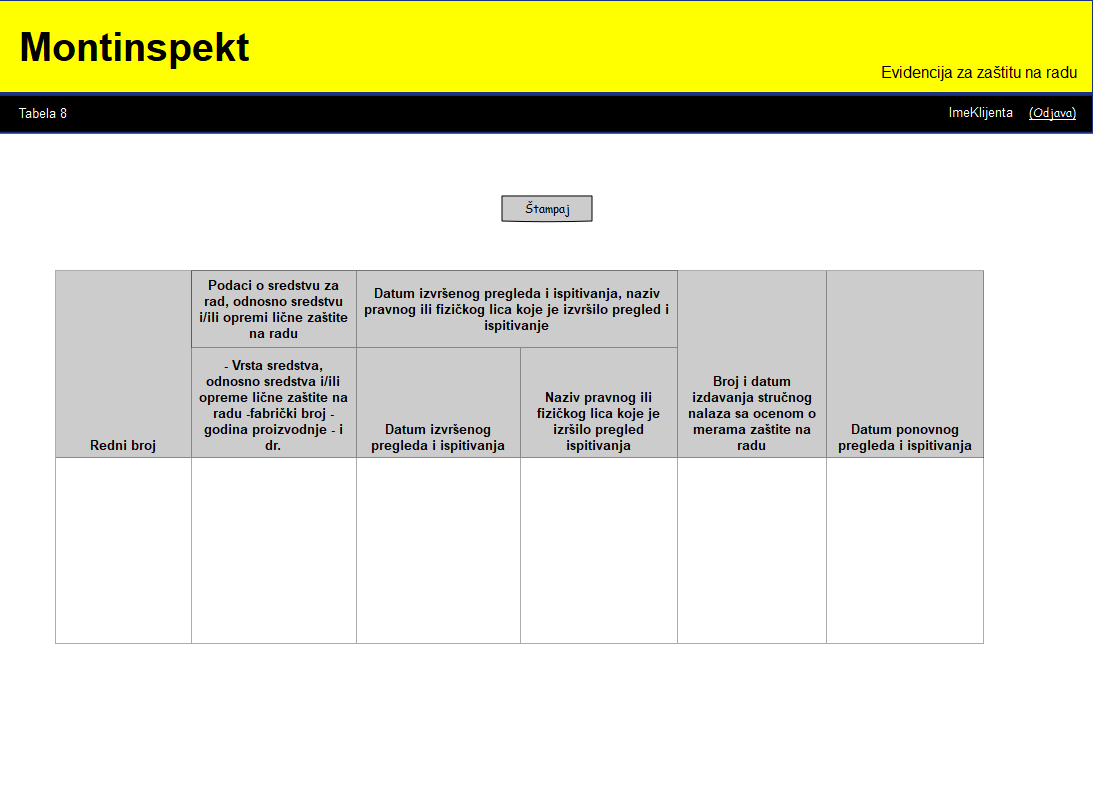 Montinspekt
Evidencija za zaštitu na radu
Tabela 8
ImeKlijenta (Odjava)
Štampaj
Redni broj
Podaci o sredstvu za
rad, odnosno sredstvu
i/ili opremi lične zaštite
na radu
- Vrsta sredstva,
odnosno sredstva i/ili
opreme lične zaštite na
radu -fabrički broj -
godina proizvodnje - i
dr.
Datum izvršenog pregleda i ispitivanja, naziv
pravnog ili fizičkog lica koje je izvršilo pregled i
ispitivanje
Datum izvršenog
pregleda i ispitivanja
Naziv pravnog ili
fizičkog lica koje je
izršilo pregled
ispitivanja
Broj i datum
izdavanja stručnog
nalaza sa ocenom o
merama zaštite na
radu
Datum ponovnog
pregleda i ispitivanja